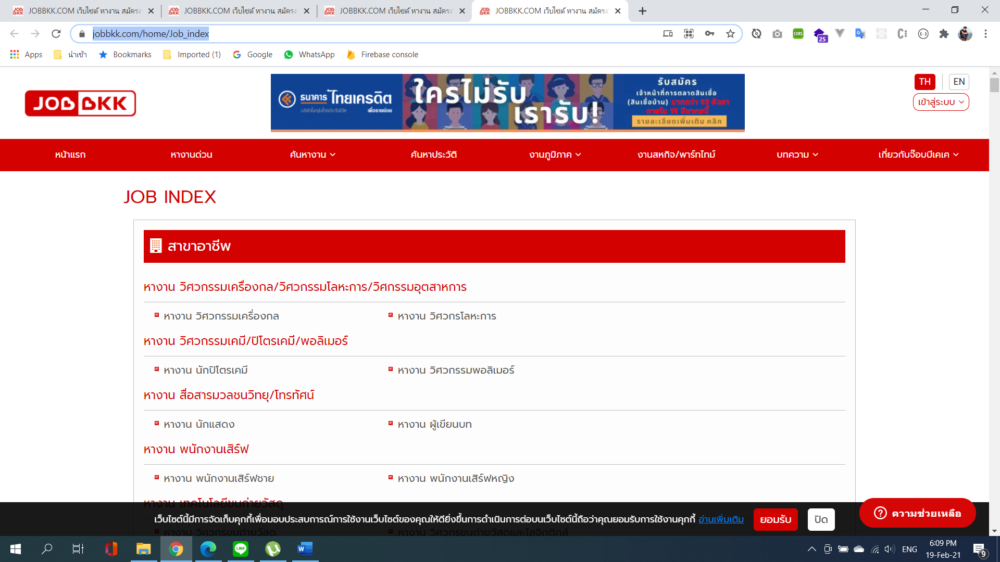 JOBBKK.COM เว็บไซต์ หางาน สมัครงา
JOBBKK.COM เว็บไซต์ หางาน สมัครงา
JOBBKK.COM เว็บไซต์ หางาน สมัครงา
JOBBKK.COM เว็บไซต์ หางาน สมัครงา
jobbkk.com/home/Job_index
CORS
25
Apps
นำเข้า
Bookmarks
Imported (1)
Google
WhatsApp
Firebase console
JOBBKK
ธนาคาร ไทยเครดิต
เพื่อรายย่อย
ใครไม่รับ
เรารับ!
รับสมัคร
เจ้าหน้าที่การตลาดสินเชื่อ
(สินเชื่อบ้าน) มากกว่า 50 อัตรา
ภายใน 15 มีนาคมนี้
รายละเอียดเพิ่มเติม คลิก
TH
EN
เข้าสู่ระบบ
หน้าแรก
หางานด่วน
ค้นหางาน
ค้นหาประวัติ
งานภูมิภาค
งานสหกิจ/พาร์ทไทม์
บทความ
เกี่ยวกับจ๊อบบีเคเค
JOB INDEX
สาขาอาชีพ
หางาน วิศวกรรมเครื่องกล/วิศวกรรมโลหะการ/วิศกรรมอุตสาหการ
หางาน วิศวกรรมเครื่องกล
หางาน วิศวกรโลหะการ
หางาน วิศวกรรมเคมี/ปิโตรเคมี/พอลิเมอร์
หางาน นักปิโตรเคมี
หางาน วิศวกรรมพอลิเมอร์
หางาน สื่อสารมวลชนวิทยุ/โทรทัศน์
หางาน นักแสดง
หางาน ผู้เขียนบท
หางาน พนักงานเสิร์ฟ
หางาน พนักงานเสิร์ฟชาย
หางาน พนักงานเสิร์ฟหญิง
หางาน เทคโนโลยีขนถ่ายวัสดุ
เว็บไซต์นี้มีการจัดเก็บคุกกี้เพื่อมอบประสบการณ์การใช้งานเว็บไซต์ของคุณให้ดียิ่งขึ้นการดำเนินการต่อบนเว็บไซต์นี้ถือว่าคุณยอมรับการใช้งานคุกกี้ อ่านเพิ่มเติม
ยอมรับ
ปิด
ความช่วยเหลือ
หางาน วิศวกรขนถ่ายวัสดุ
หางาน วิศวกรขนถ่ายวัสดุและโลจิกติกส์
ENG
6:09 PM
19-Feb-21
9